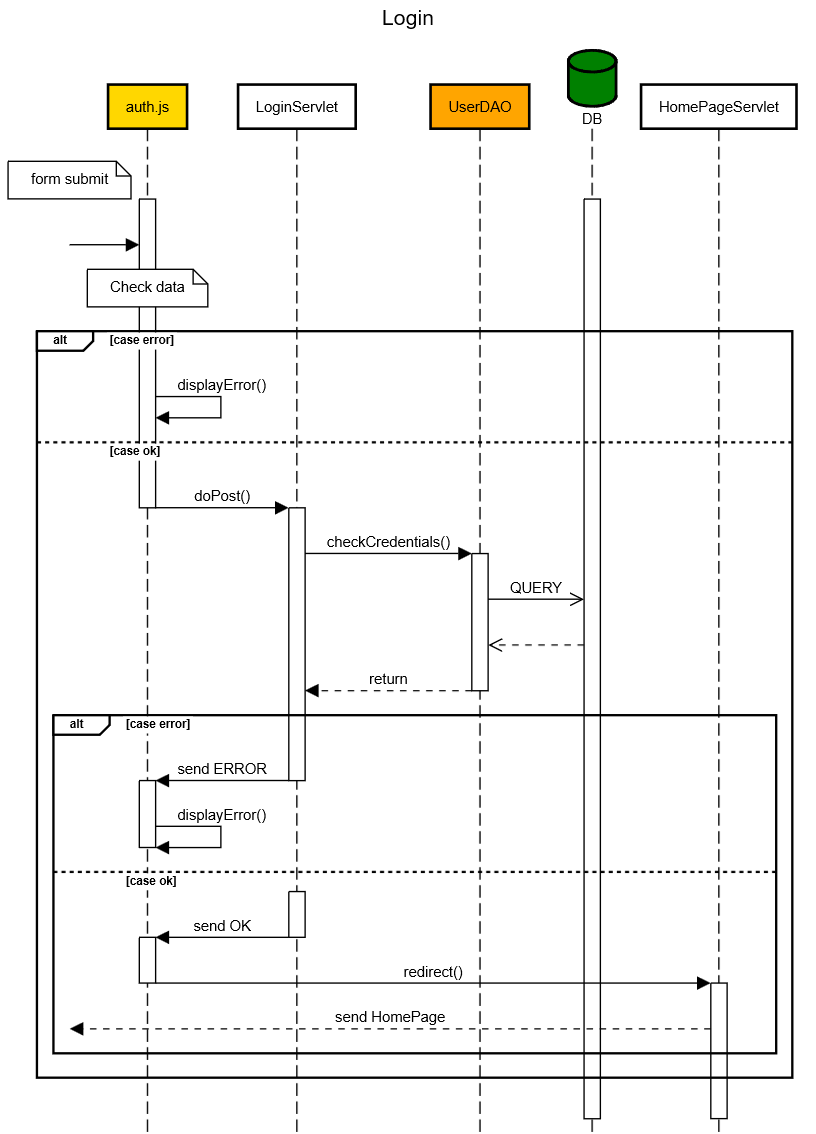 Login
auth.js
LoginServlet
UserDAO
DB
HomePageServlet
form submit
Check data
alt
[case error]
displayError()
[case ok]
doPost()
checkCredentials()
QUERY
return
alt
[case error]
send ERROR
displayError()
[case ok]
send OK
redirect()
send HomePage